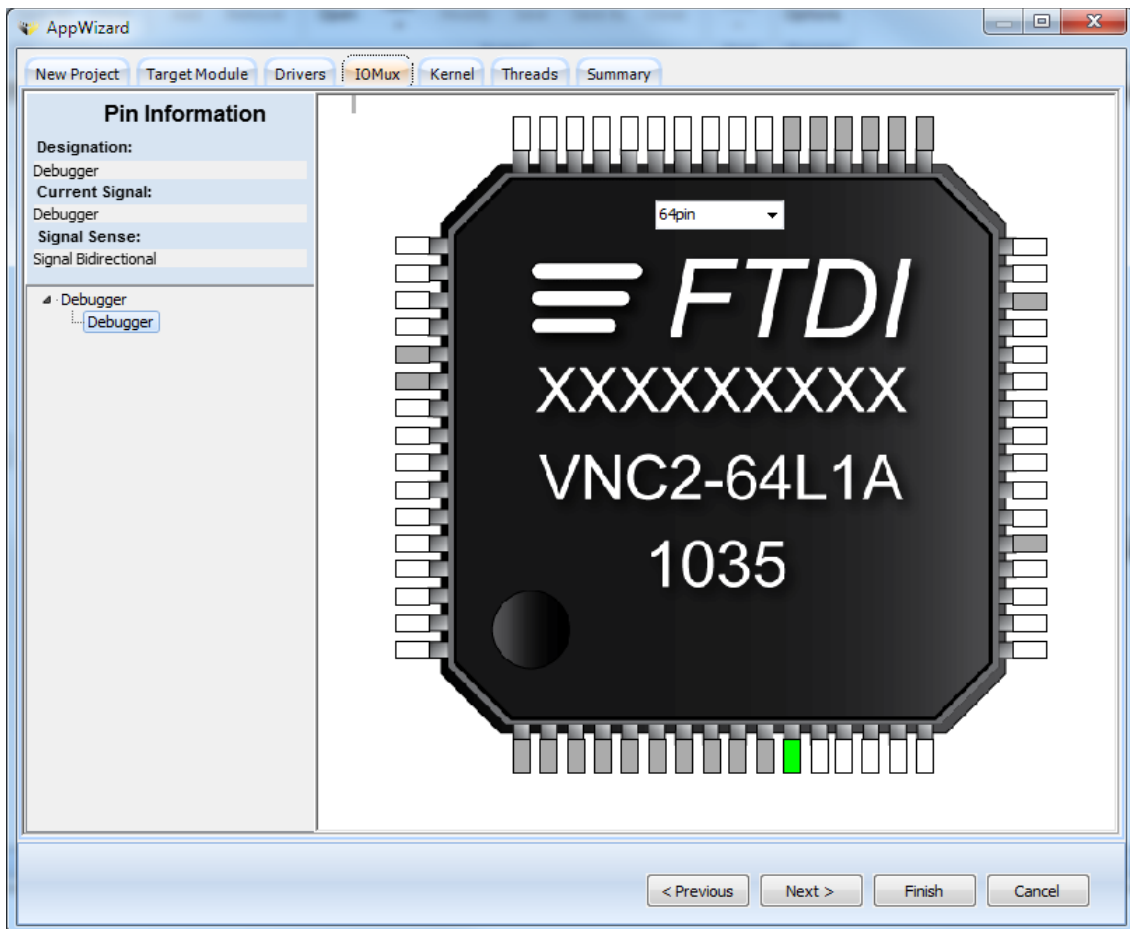 AppWizard
New Project Target Module Drivers IOMux Kernel Threads Summary
Pin Information
Designation:
Debugger
Current Signal:
Debugger
Signal Sense:
Signal Bidirectional
Debugger
Debugger
64pin
FTDI
XXXXXXXXX
VNC2-64L1A
1035
< Previous Next > Finish Cancel